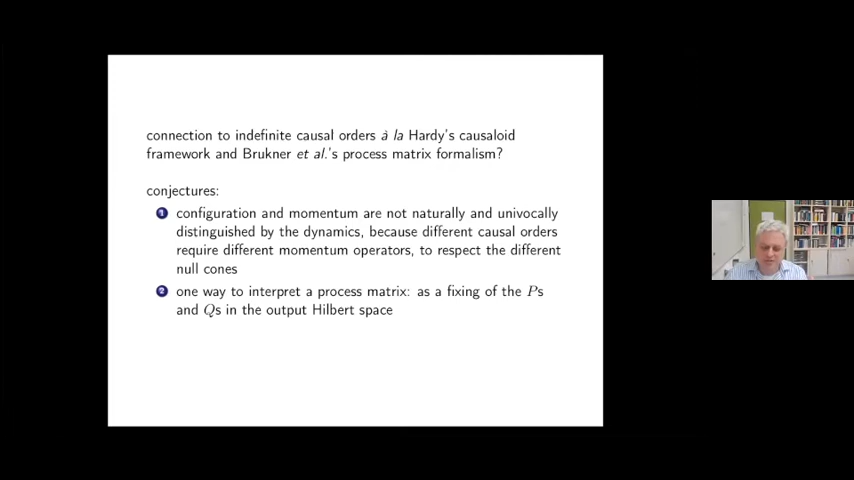 connection to indefinite causal orders à la Hardy's causaloid
framework and Brukner et al.'s process matrix formalism?
conjectures:
1 configuration and momentum are not naturally and univocally
distinguished by the dynamics, because different causal orders
require different momentum operators, to respect the different
null cones
2 one way to interpret a process matrix: as a fixing of the Ps
and Qs in the output Hilbert space